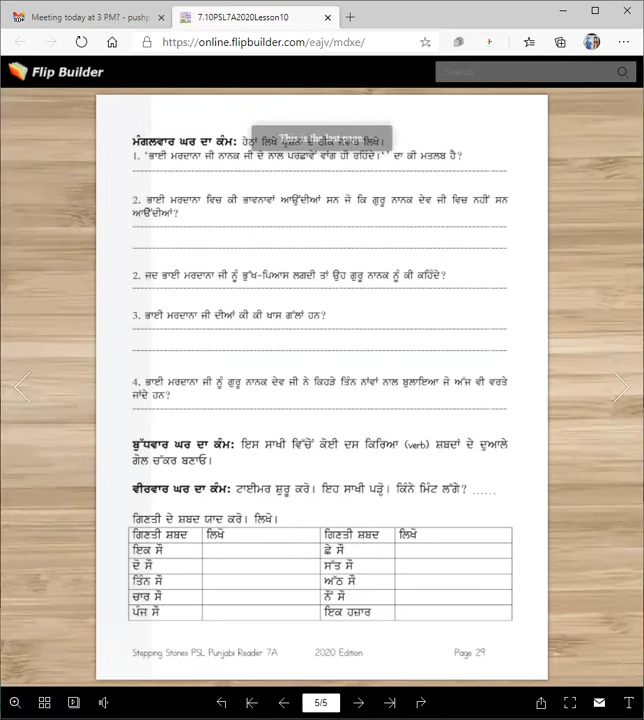 Meeting today at 3 PM? - pushp
7.10PSL7A2020Lesson10
https://online.flipbuilder.com/eajv/mdxe/
Flip Builder
Search
This is the last page
ਮੰਗਲਵਾਰ ਘਰ ਦਾ ਕੰਮ: ਹੇਠਾਂ ਲਿਖੇ ਪ੍ਰਸ਼ਨਾਂ ਦੇ ਠੀਕ ਜਵਾਬ ਲਿਖੋ।
1. 'ਭਾਈ ਮਰਦਾਨਾ ਜੀ ਨਾਨਕ ਜੀ ਦੇ ਨਾਲ ਪਰਛਾਵੇਂ ਵਾਂਗ ਹੀ ਰਹਿੰਦੇ।'' ਦਾ ਕੀ ਮਤਲਬ ਹੈ?
2. ਭਾਈ ਮਰਦਾਨਾ ਵਿਚ ਕੀ ਭਾਵਨਾਵਾਂ ਆਉਂਦੀਆਂ ਸਨ ਜੋ ਕਿ ਗੁਰੂ ਨਾਨਕ ਦੇਵ ਜੀ ਵਿਚ ਨਹੀਂ ਸਨ
ਆਉਂਦੀਆਂ?
2. ਜਦ ਭਾਈ ਮਰਦਾਨਾ ਜੀ ਨੂੰ ਭੁੱਖ-ਪਿਆਸ ਲਗਦੀ ਤਾਂ ਉਹ ਗੁਰੂ ਨਾਨਕ ਨੂੰ ਕੀ ਕਹਿੰਦੇ?
3. ਭਾਈ ਮਰਦਾਨਾ ਜੀ ਦੀਆਂ ਕੀ ਕੀ ਖਾਸ ਗੱਲਾਂ ਹਨ?
4. ਭਾਈ ਮਰਦਾਨਾ ਜੀ ਨੂੰ ਗੁਰੂ ਨਾਨਕ ਦੇਵ ਜੀ ਨੇ ਕਿਹੜੇ ਤਿੰਨ ਨਾਂਵਾਂ ਨਾਲ ਬੁਲਾਇਆ ਜੋ ਅੱਜ ਵੀ ਵਰਤੇ
ਜਾਂਦੇ ਹਨ?
ਬੁੱਧਵਾਰ ਘਰ ਦਾ ਕੰਮ: ਇਸ ਸਾਖੀ ਵਿੱਚੋਂ ਕੋਈ ਦਸ ਕਿਰਿਆ (verb) ਸ਼ਬਦਾਂ ਦੇ ਦੁਆਲੇ
ਗੋਲ ਚੱਕਰ ਬਣਾਓ।
ਵੀਰਵਾਰ ਘਰ ਦਾ ਕੰਮ: ਟਾਈਮਰ ਸ਼ੁਰੂ ਕਰੋ। ਇਹ ਸਾਖੀ ਪੜ੍ਹੋ। ਕਿੰਨੇ ਮਿੰਟ ਲੱਗੇ? ......
ਗਿਣਤੀ ਦੇ ਸ਼ਬਦ ਯਾਦ ਕਰੋ। ਲਿਖੋ।
ਗਿਣਤੀ ਸ਼ਬਦ ਲਿਖੋ ਗਿਣਤੀ ਸ਼ਬਦ ਲਿਖੋ
ਇਕ ਸੌ ਛੇ ਸੌ
ਦੋ ਸੌ ਸੱਤ ਸੌ
ਤਿੰਨ ਸੌ ਅੱਠ ਸੌ
ਚਾਰ ਸੌ ਨੌਂ ਸੌ
ਪੰਜ ਸੌ ਇਕ ਹਜ਼ਾਰ
Stepping Stones PSL Punjabi Reader 7A 2020 Edition Page 29
5/5